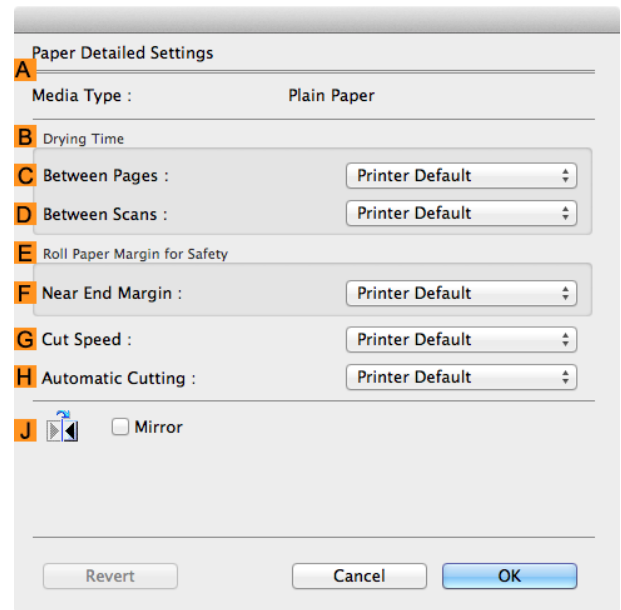 Paper Detailed Settings
A
Media Type : Plain Paper
B Drying Time
C Between Pages : Printer Default
D Between Scans : Printer Default
E Roll Paper Margin for Safety
F Near End Margin : Printer Default
G Cut Speed : Printer Default
H Automatic Cutting : Printer Default
J Mirror
Revert Cancel OK